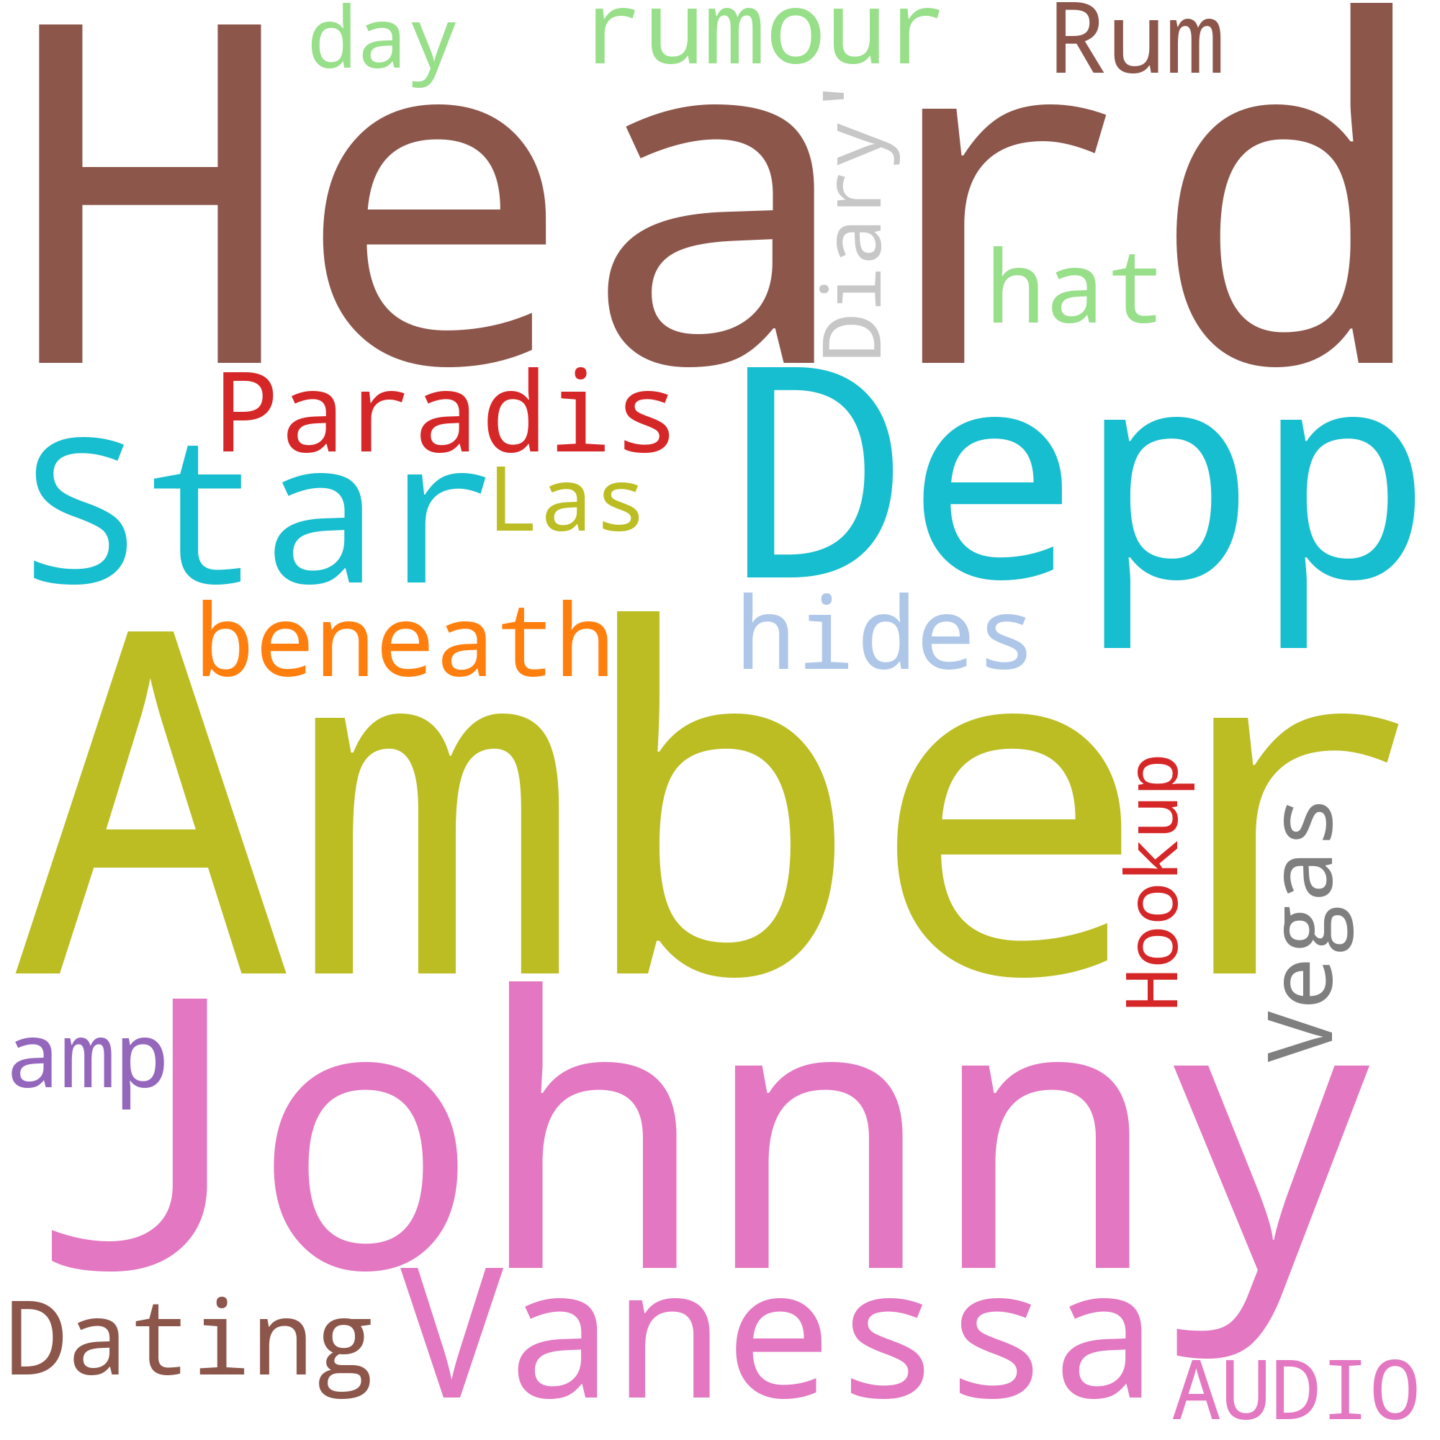 day
rumour
Rum
Heard
Diary'
hat
Paradis
Depp
Star
Las
beneath
hides
Amber
Hookup
Vegas
Johnny
amp
Vanessa
Dating
AUDIO